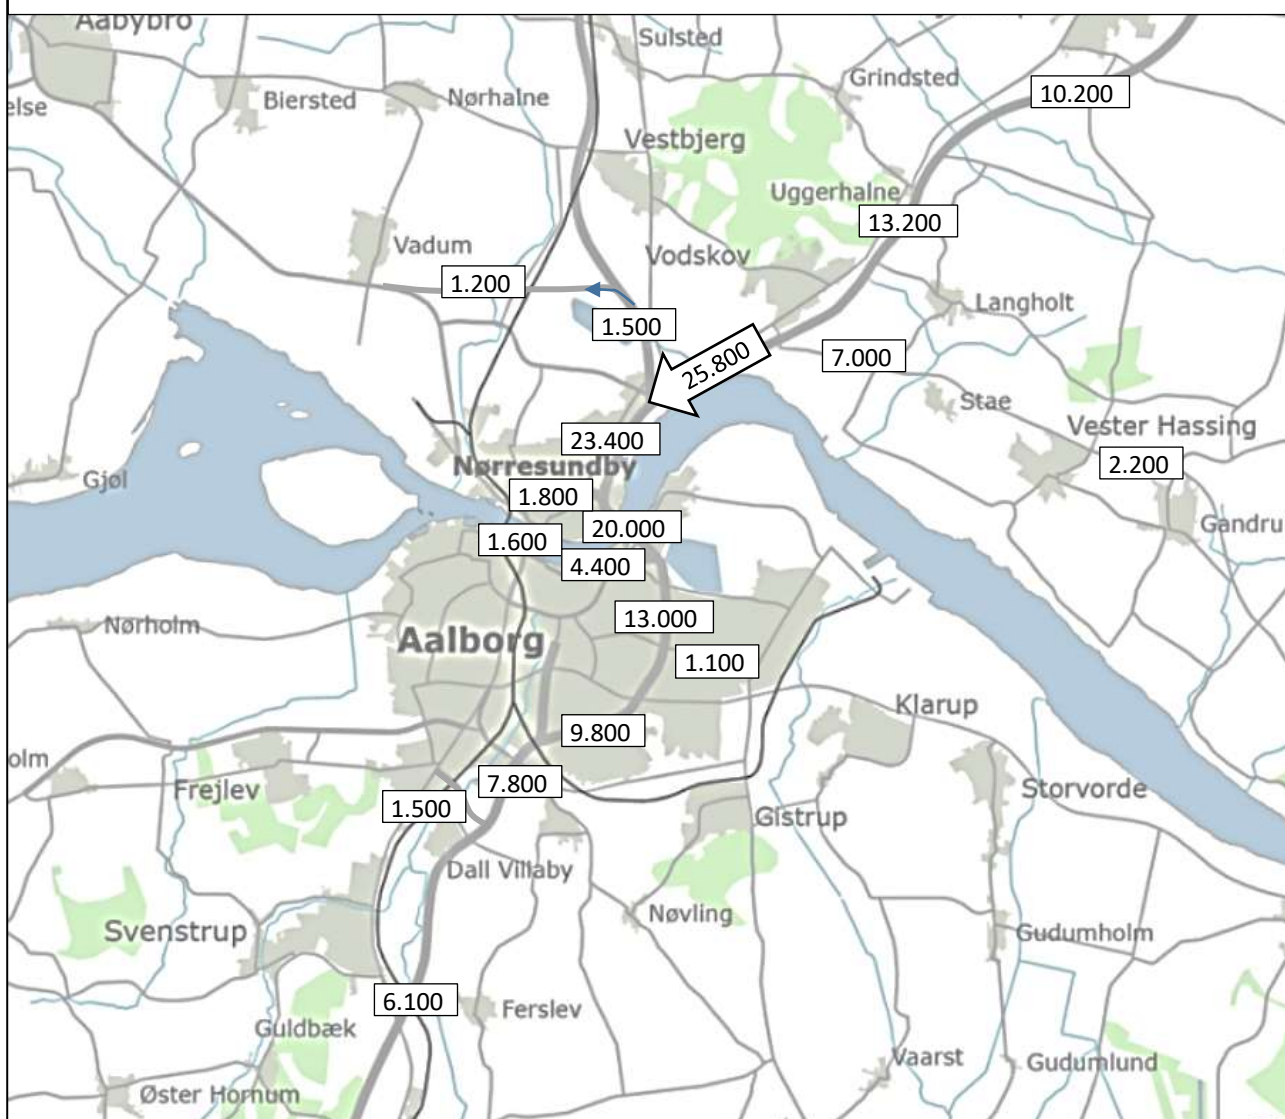 Aabybro
Sulsted
Grindsted
10.200
else
Biersted
Nørhalne
Vestbjerg
Uggerhalne
13.200
Vadum
Vodskov
1.200
Langholt
1.500
25.800
7.000
Stae
Vester Hassing
23.400
2.200
Nørresundby
Gjøl
1.800
20.000
Gandru
1.600
4.400
Nørholm
13.000
Aalborg
1.100
Klarup
9.800
olm
Frejlev
7.800
Storvorde
1.500
Gistrup
Dall Villaby
Nøvling
Svenstrup
Gudumholm
6.100
Ferslev
Guldbæk
Vaarst
Gudumlund
Øster Hornum